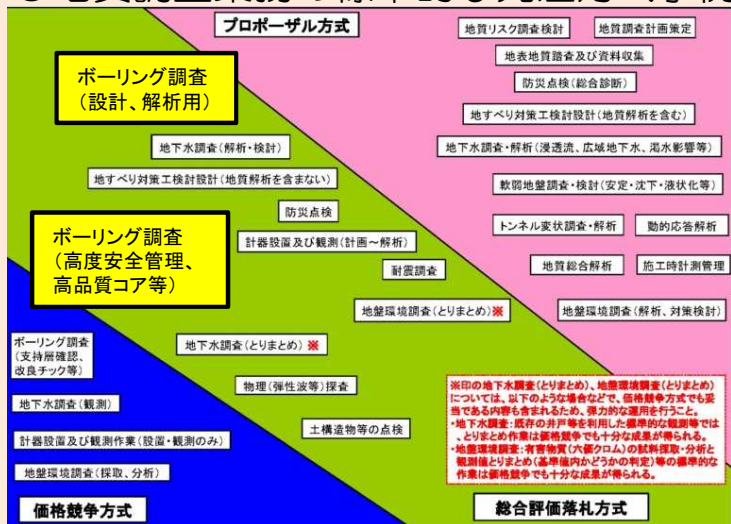 プロポーザル方式
地質リスク調査検討
地質調査計画策定
地表地質踏査及び資料収集
防災点検(総合診断)
地すべり対策工検討設計(地質解析を含む)
地下水調査・解析(浸透流、広域地下水、渇水影響等)
軟弱地盤調査・検討(安定・沈下・液状化等)
トンネル変状調査・解析
動的応答解析
地質総合解析
施工時計測管理
地盤環境調査(解析、対策検討)
ボーリング調査
(設計、解析用)
地下水調査(解析・検討)
地すべり対策工検討設計(地質解析を含まない)
防災点検
ボーリング調査
(高度安全管理、
高品質コア等)
計器設置及び観測(計画~解析)
耐震調査
地盤環境調査(とりまとめ)※
地下水調査(とりまとめ)※
物理(弾性波等)探査
土構造物等の点検
ボーリング調査
(支持層確認、
改良チック等)
地下水調査(観測)
計器設置及び観測作業(設置・観測のみ)
地盤環境調査(採取、分析)
価格競争方式
※印の地下水調査(とりまとめ)、地盤環境調査(とりまとめ)
については、以下のような場合などで、価格競争方式でも妥
当である内容も含まれるため、弾力的な運用を行うこと。
・地下水調査:既存の井戸等を利用した標準的な観測等では
、とりまとめ作業は価格競争でも十分な成果が得られる。
・地盤環境調査:有害物質(六価クロム)の試料採取・分析と
観測値とりまとめ(基準値内かどうかの判定)等の標準的な
作業は価格競争でも十分な成果が得られる。
総合評価落札方式